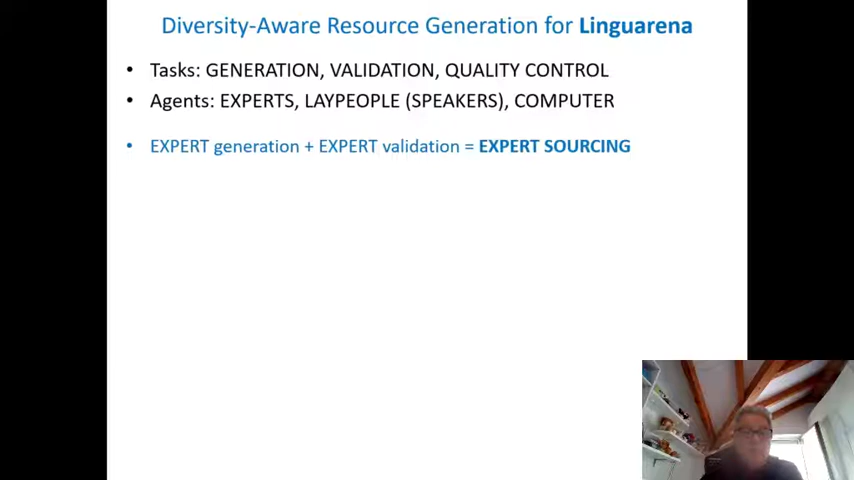 Diversity-Aware Resource Generation for Linguarena
• Tasks: GENERATION, VALIDATION, QUALITY CONTROL
• Agents: EXPERTS, LAYPEOPLE (SPEAKERS), COMPUTER
• EXPERT generation + EXPERT validation = EXPERT SOURCING